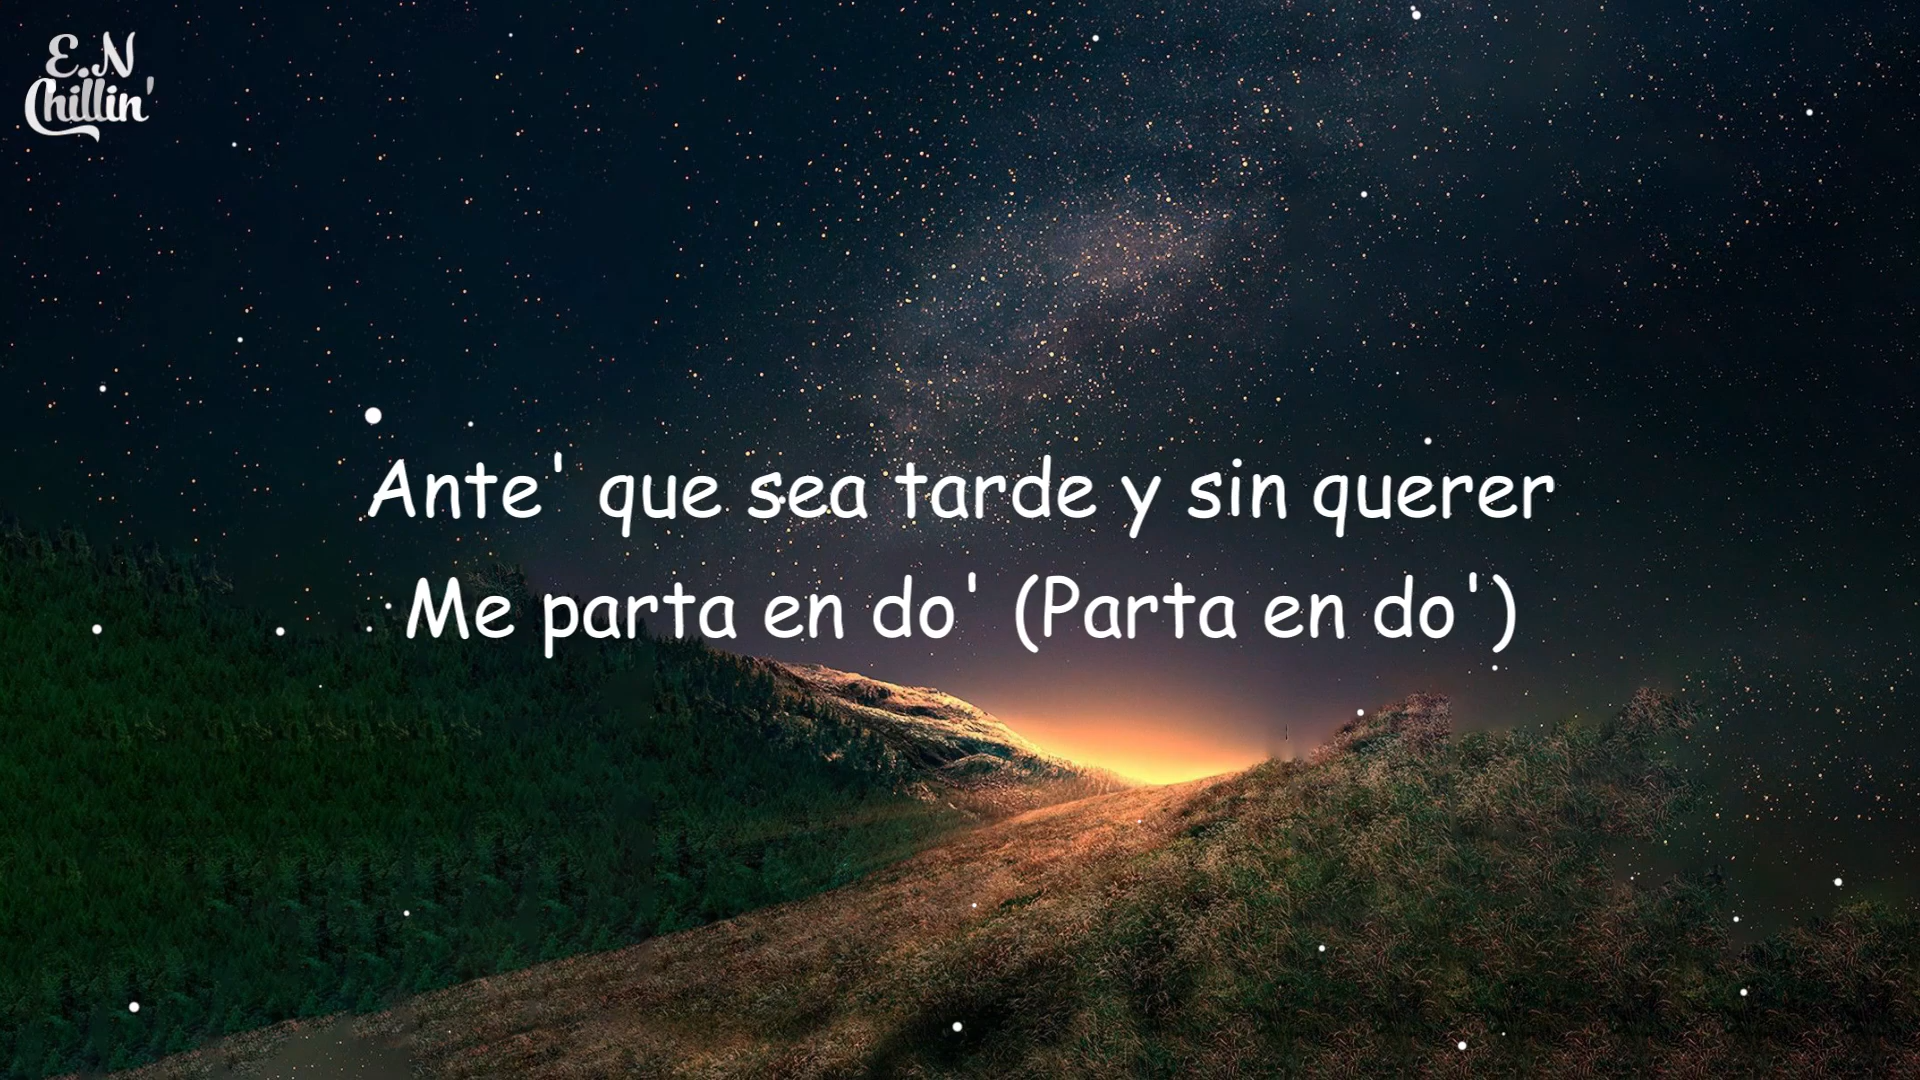 E.N
Chillin'
Ante' que sea tarde y sin querer
Me parta en do' (Parta en do')